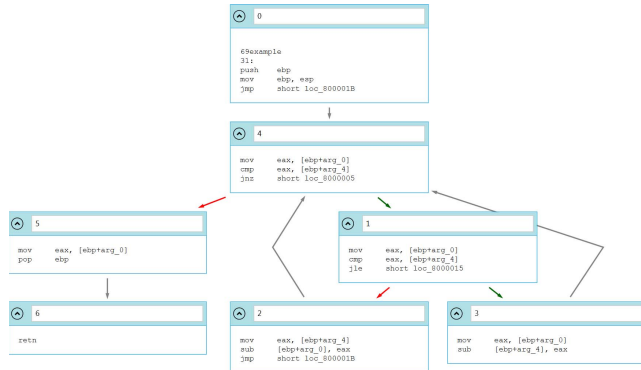 0
69example
31:
push ebp
mov ebp, esp
jmp short loc_800001B
4
mov eax, [ebp+arg_0]
cmp eax, [ebp+arg_4]
jnz short loc_8000005
5
mov eax, [ebp+arg_0]
pop ebp
1
mov eax, [ebp+arg_0]
cmp eax, [ebp+arg_4]
jle short loc_8000015
6
retn
2
mov eax, [ebp+arg_4]
sub [ebp+arg_0], eax
jmp short loc_800001B
3
mov eax, [ebp+arg_0]
sub [ebp+arg_4], eax